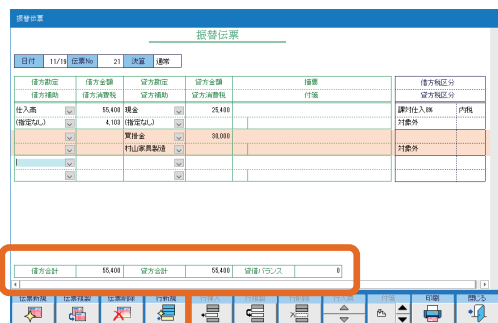 振替伝票
振替伝票
日付 11/19 伝票No 21 決算 通常
借方勘定 借方金額 貸方勘定 貸方金額 摘要 借方税区分
借方補助 借方消費税 貸方補助 貸方消費税 付箋 貸方税区分
仕入高 55,400 現金 25,400 課対仕入8% 内税
(指定なし) 4,103 (指定なし) 対象外
買掛金 30,000
村山家具製造 対象外
借方合計 55,400 貸方合計 55,400 貸借バランス 0
伝票新規 伝票複製 伝票削除 行新規 行挿入 行複製 行削除 行入替 付箋 印刷 閉じる